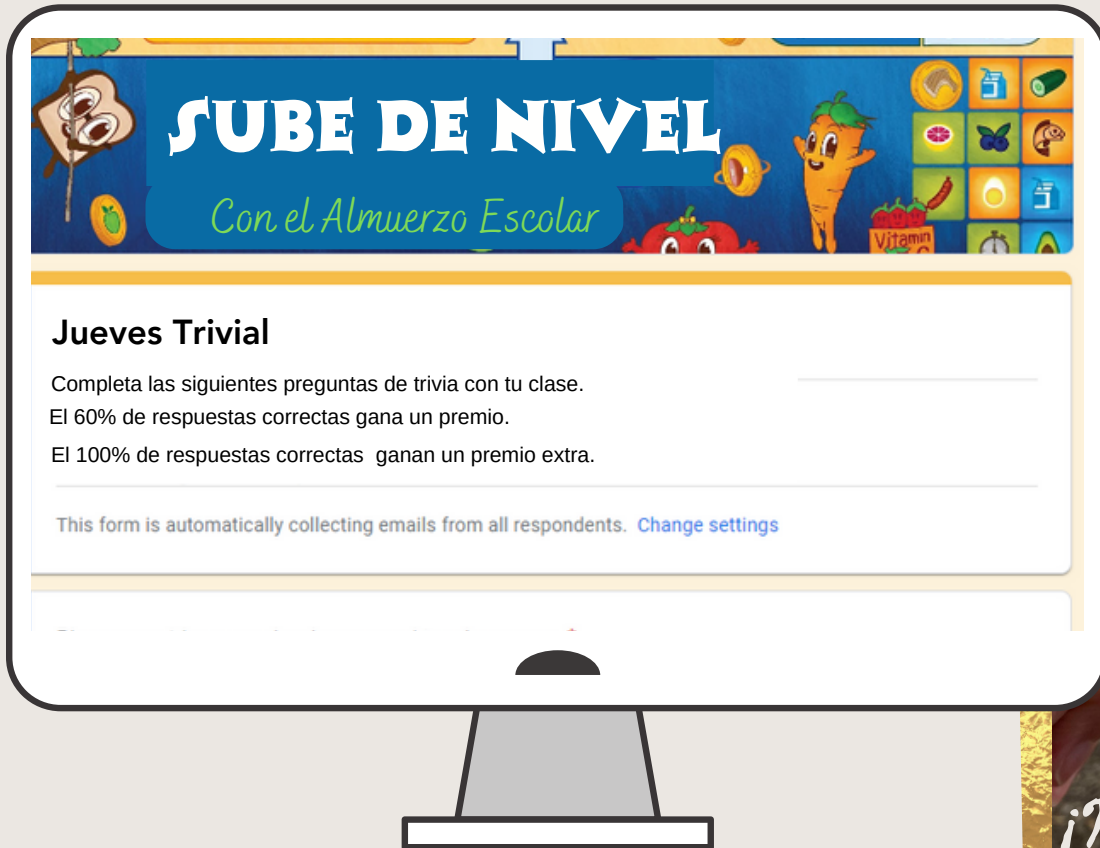 SUBE DE NIVEL
Con el Almuerzo Escolar
Vitamin
Jueves Trivial
Completa las siguientes preguntas de trivia con tu clase.
El 60% de respuestas correctas gana un premio.
El 100% de respuestas correctas  ganan un premio extra.
This form is automatically collecting emails from all respondents.  Change settings